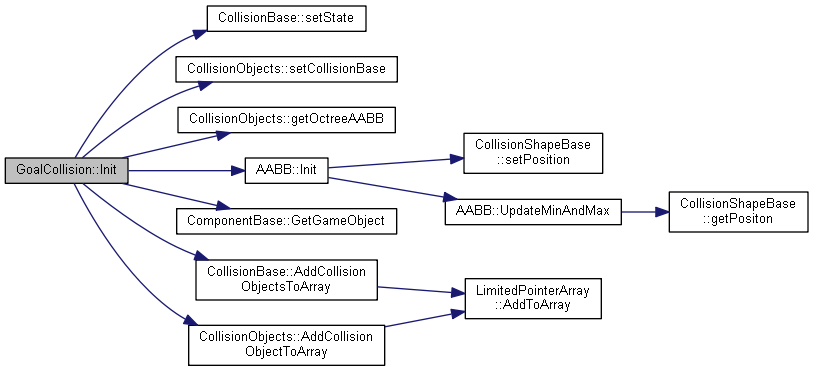 CollisionBase::setState
CollisionObjects::setCollisionBase
CollisionObjects::getOctreeAABB
GoalCollision::Init
AABB::Init
CollisionShapeBase
::setPosition
AABB::UpdateMinAndMax
CollisionShapeBase
::getPositon
ComponentBase::GetGameObject
CollisionBase::AddCollision
ObjectsToArray
LimitedPointerArray
::AddToArray
CollisionObjects::AddCollision
ObjectToArray